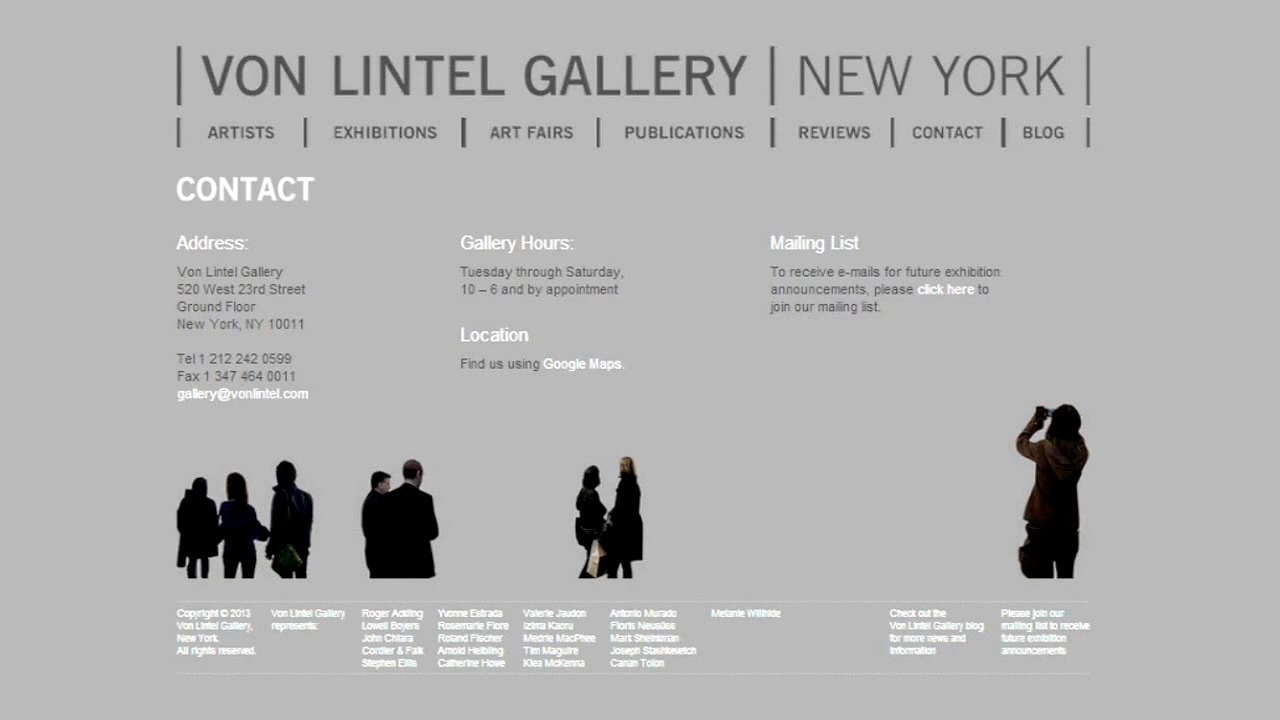 VON LINTEL GALLERY NEW YORK
ARTISTS EXHIBITIONS ART FAIRS PUBLICATIONS REVIEWS CONTACT BLOG
CONTACT
Address:
Von Lintel Gallery
520 West 23rd Street
Ground Floor
New York, NY 10011
Tel 1 212 242 0599
Fax 1 347 464 0011
gallery@vonlintel.com
Gallery Hours:
Tuesday through Saturday,
10 – 6 and by appointment
Location
Find us using Google Maps.
Mailing List
To receive e-mails for future exhibition
announcements, please click here to
join our mailing list.
Copyright © 2013
Von Lintel Gallery,
New York.
All rights reserved.
Von Lintel Gallery
represents:
Roger Ackling
Lowell Boyers
John Chiara
Cordier & Falk
Stephen Ellis
Yvonne Estrada
Rosemarie Fiore
Roland Fischer
Arnold Helbling
Catherine Howe
Valerie Jaudon
Izima Kaoru
Medrie MacPhee
Tim Maguire
Klea McKenna
Antonio Murado
Floris Neusüss
Mark Sheinkman
Joseph Stashkevetch
Canan Tolon
Melanie Willhide
Check out the
Von Lintel Gallery blog
for more news and
information
Please join our
mailing list to receive
future exhibition
announcements